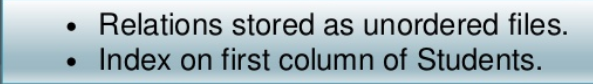 • Relations stored as unordered files.
• Index on first column of Students.